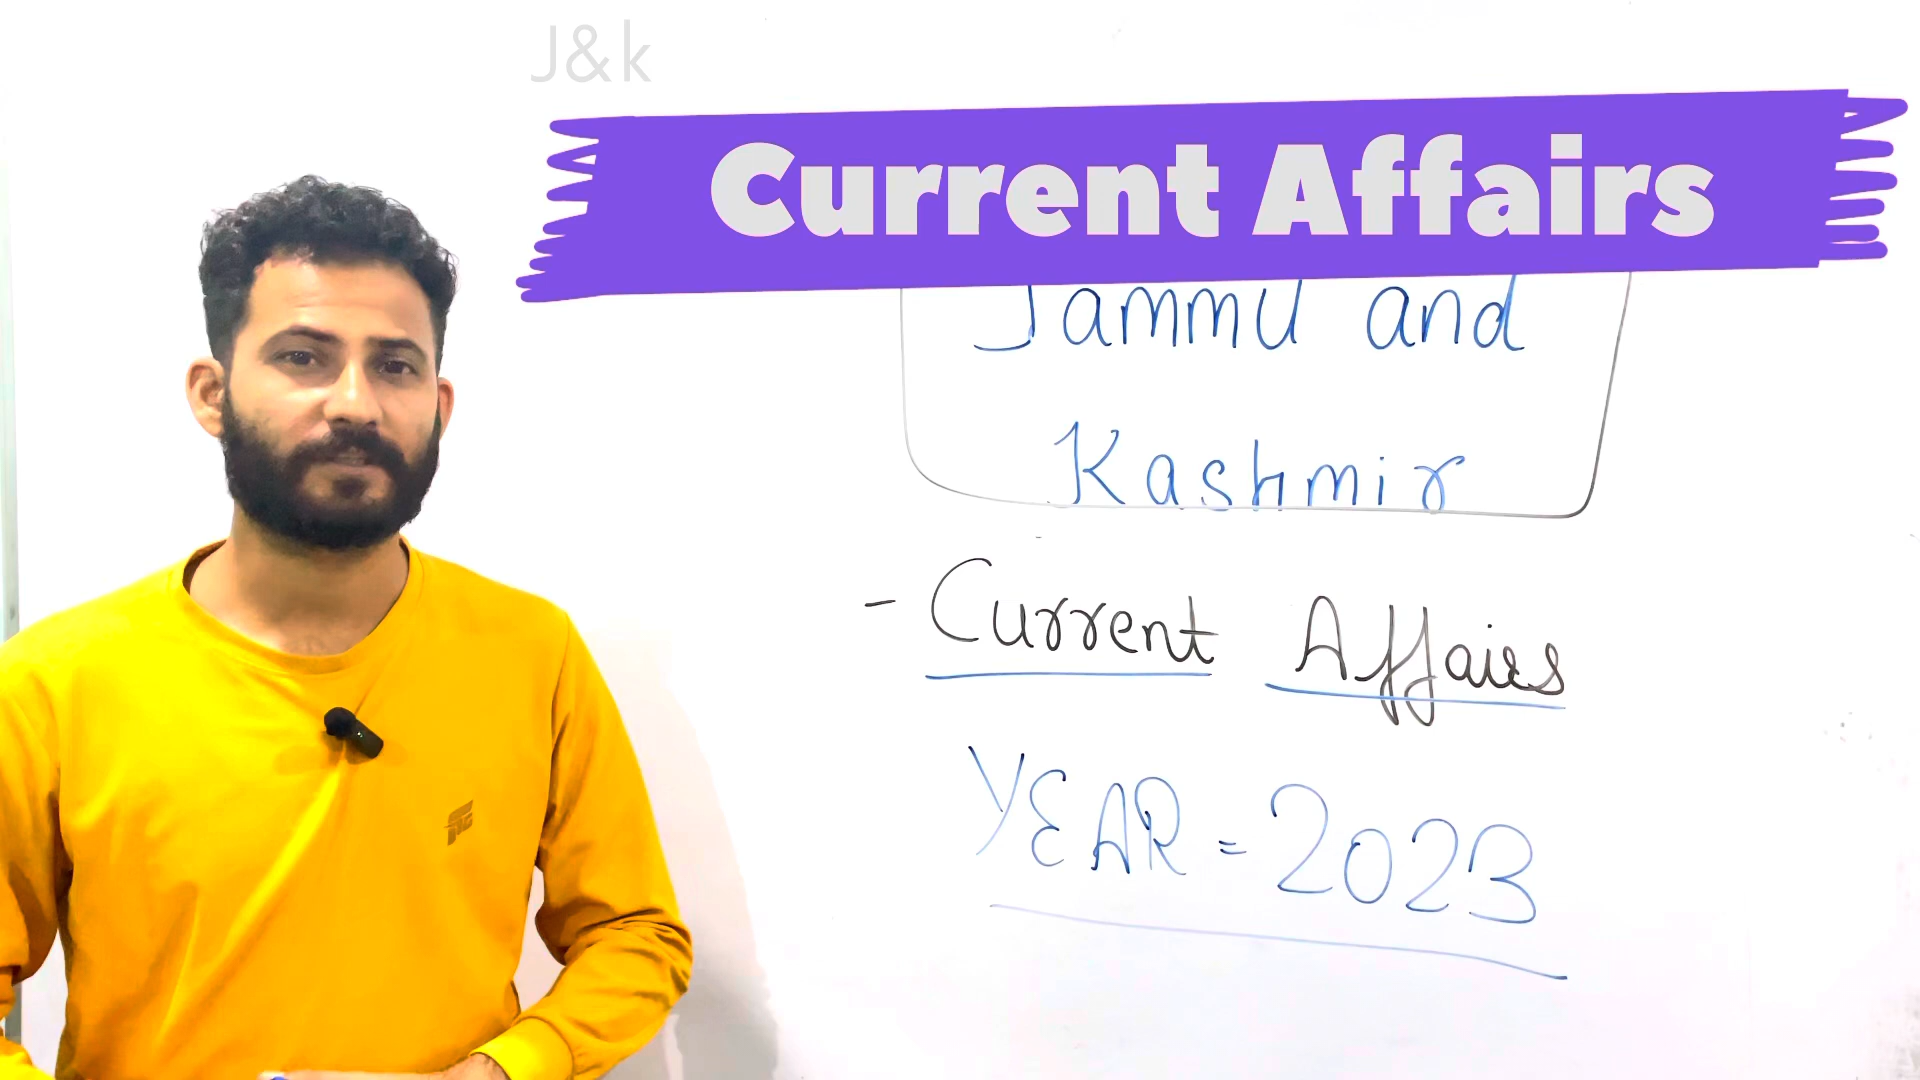 J&k
Current Affairs
Jammu and
Kashmir
- Current Affairs
YEAR = 2023